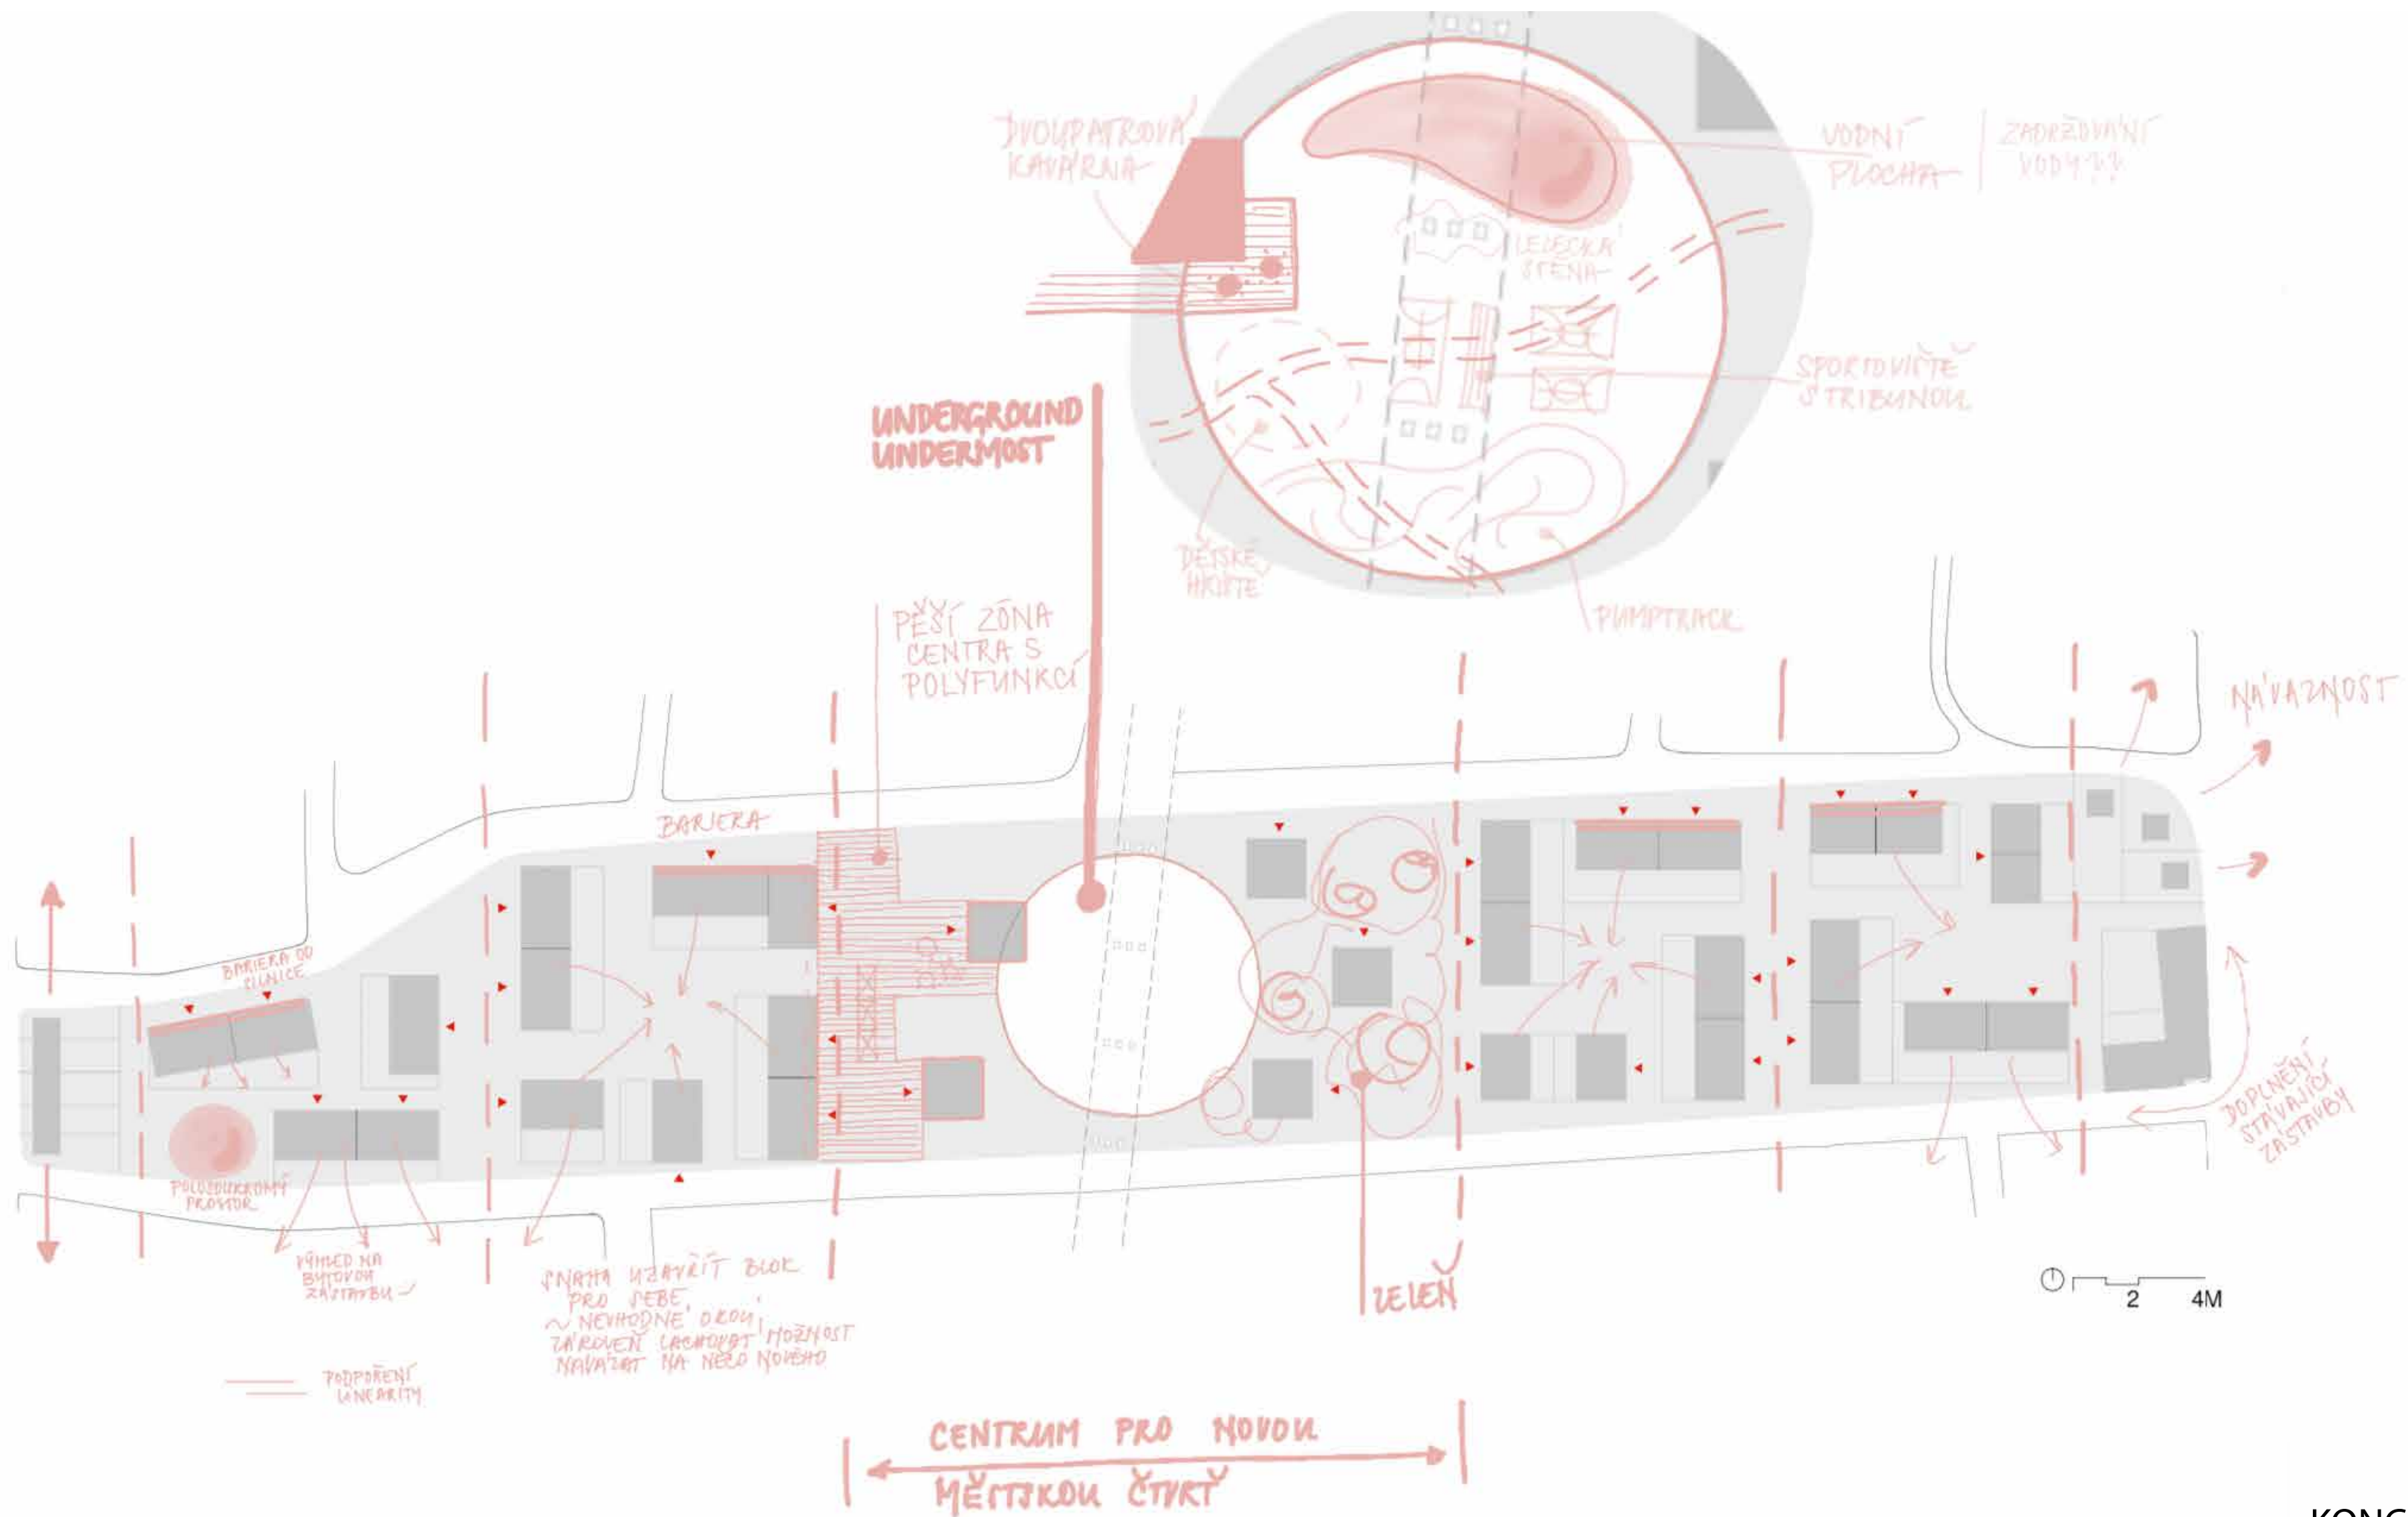 DVOUPATROVÁ
KAVÁRNA
VODNÍ
PLOCHA
ZADRŽOVÁNÍ
VODY??
LEZECKÁ
STĚNA
SPORTOVIŠTĚ
S TRIBUNOU
UNDERGROUND
UNDERMOST
DĚTSKÉ
HŘIŠTĚ
PUMPTRACK
PĚŠÍ ZÓNA
CENTRA S
POLYFUNKCÍ
NÁVAZNOST
BARIERA
BARIERA OD
SILNICE
POLOSOUKROMÝ
PROSTOR
DOPLNĚNÍ
STÁVAJÍCÍ
ZÁSTAVBY
VÝHLED NA
BYTOVOU
ZÁSTAVBU
SNAHA UZAVŘÍT BLOK
PRO SEBE
~ NEVHODNÉ OKOLÍ,
ZÁROVEŇ ZACHOVAT MOŽNOST
NAVÁZAT NA NĚCO NOVÉHO
ZELEŇ
2 4M
PODPOŘENÍ
LINEARITY
CENTRUM PRO NOVOU
MĚSTSKOU ČTVRŤ